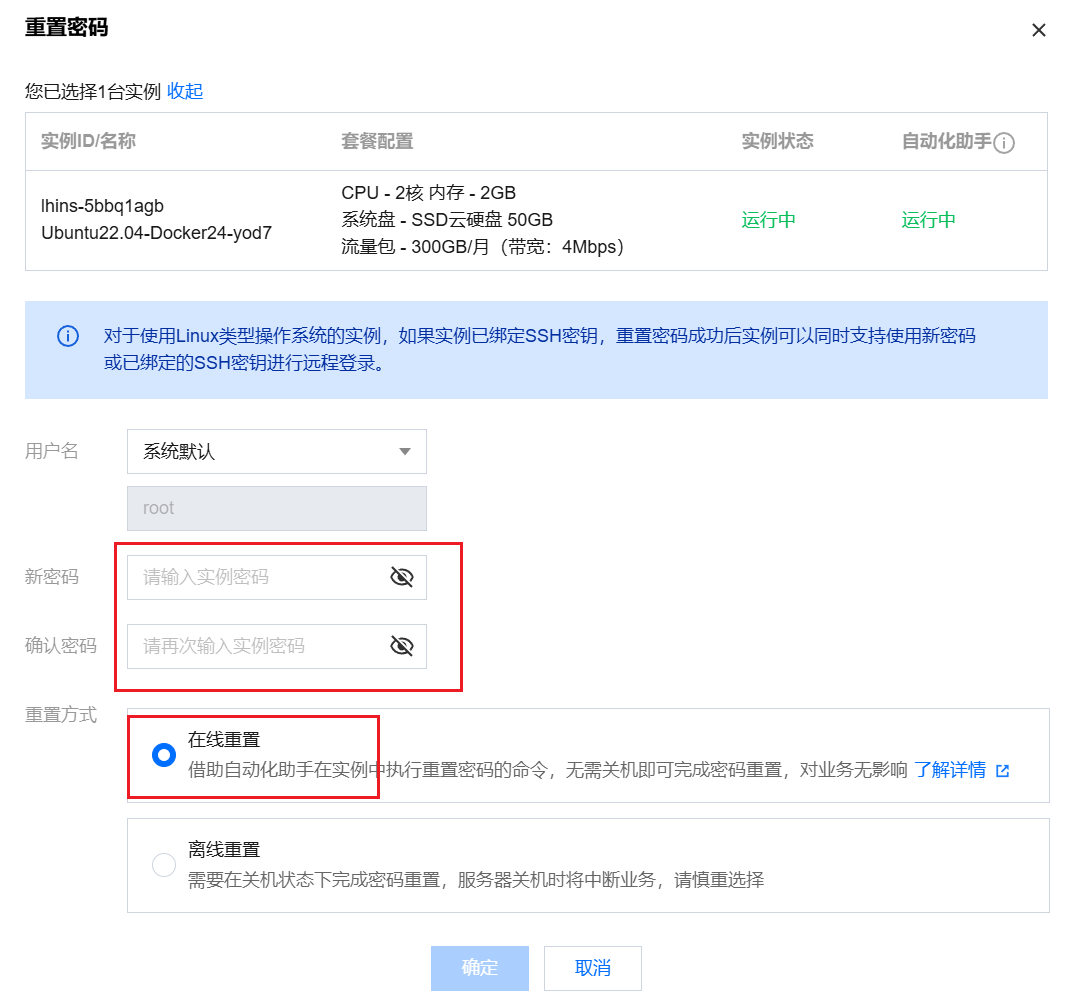 重置密码
您已选择1台实例 收起
实例ID/名称 套餐配置 实例状态 自动化助手
lhins-5bbq1agb
Ubuntu22.04-Docker24-yod7
CPU - 2核 内存 - 2GB
系统盘 - SSD云硬盘 50GB
流量包 - 300GB/月（带宽：4Mbps）
运行中 运行中
对于使用Linux类型操作系统的实例，如果实例已绑定SSH密钥，重置密码成功后实例可以同时支持使用新密码
或已绑定的SSH密钥进行远程登录。
用户名 系统默认
root
新密码 请输入实例密码
确认密码 请再次输入实例密码
重置方式
在线重置
借助自动化助手在实例中执行重置密码的命令，无需关机即可完成密码重置，对业务无影响 了解详情
离线重置
需要在关机状态下完成密码重置，服务器关机时将中断业务，请慎重选择
确定 取消